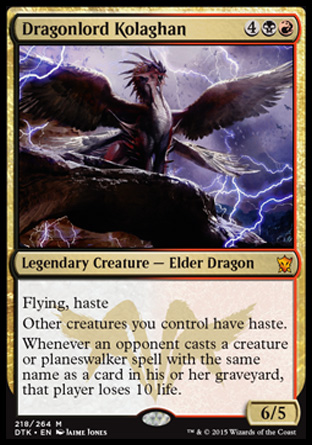 Dragonlord Kolaghan 4
Legendary Creature — Elder Dragon
Flying, haste
Other creatures you control have haste.
Whenever an opponent casts a creature
or planeswalker spell with the same
name as a card in his or her graveyard,
that player loses 10 life.
6/5
218/264 M
DTK • EN JAIME JONES
™ & © 2015 Wizards of the Coast